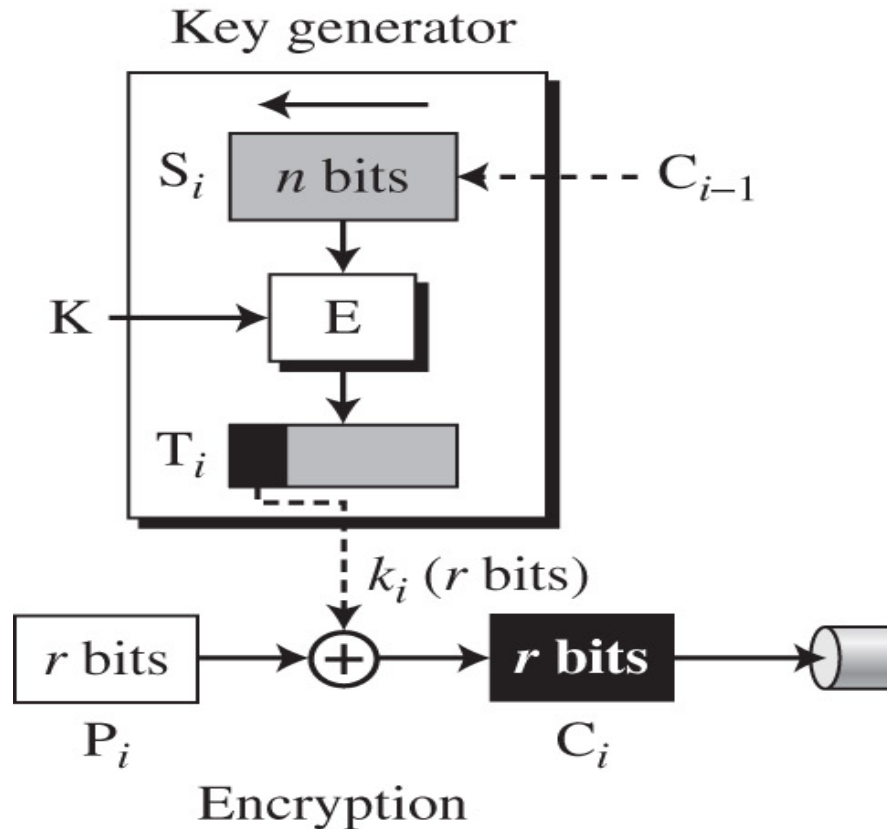 Key generator
S_i n bits C_{i–1}
K E
T_i
k_i (r bits)
r bits + r bits
P_i C_i
Encryption